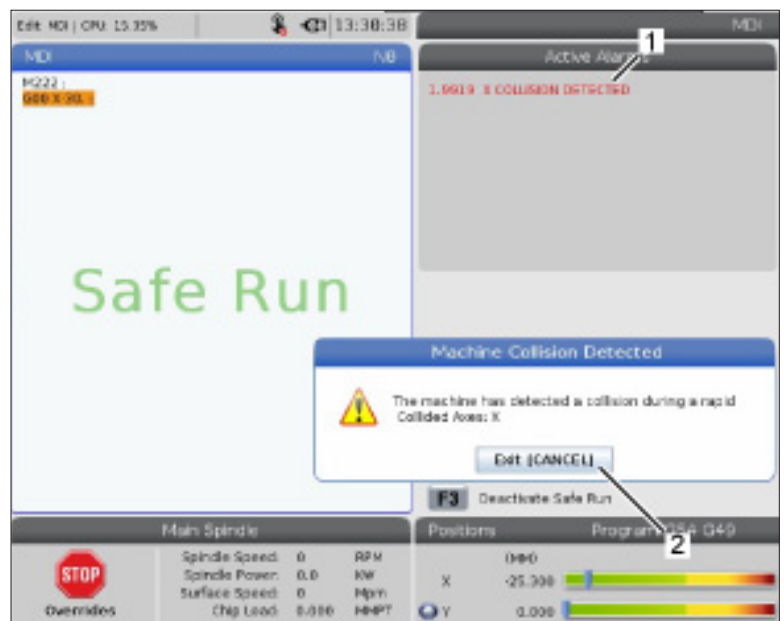 Edit: MDI | CPU: 15.35%
13:30:38
MDI
MDI
N0
Active Alarms
1
M222 ;
G00 X-30. ;
1.9919 X COLLISION DETECTED
Safe Run
Machine Collision Detected
The machine has detected a collision during a rapid
Collided Axes: X
Exit [CANCEL]
F3 Deactivate Safe Run
2
Main Spindle
Positions
Program G54 G49
STOP
Overrides
Spindle Speed: 0 RPM
Spindle Power: 0.0 KW
Surface Speed: 0 Mpm
Chip Load: 0.000 MMPT
(MM)
X -25.300
Y 0.000